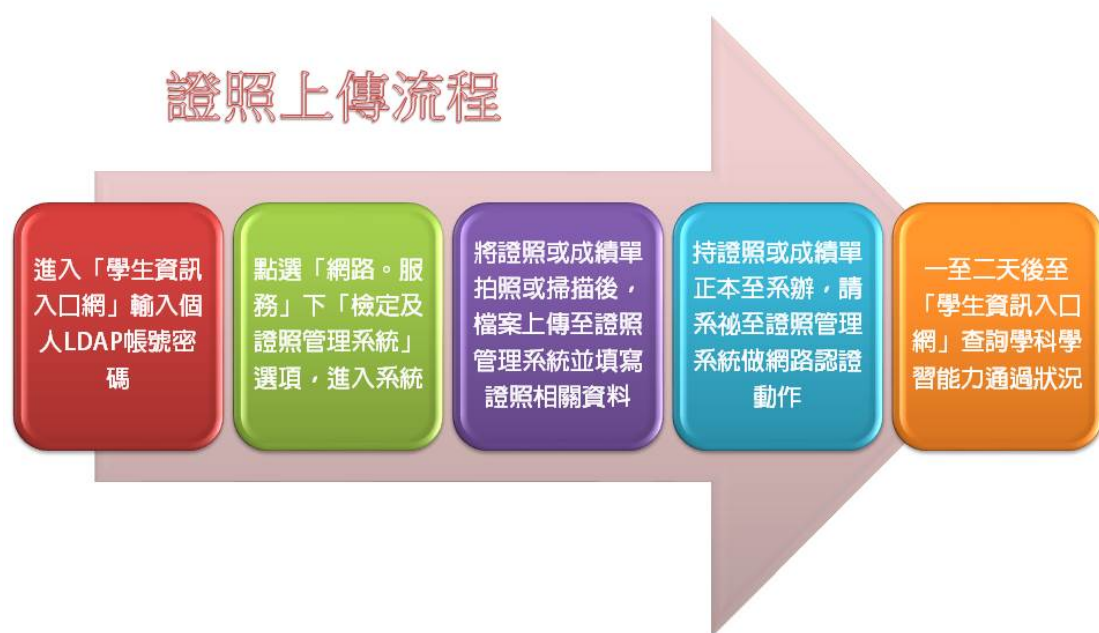 證照上傳流程
進入「學生資訊
入口網」輸入個
人LDAP帳號密
碼
點選「網路。服
務」下「檢定及
證照管理系統」
選項，進入系統
將證照或成績單
拍照或掃描後，
檔案上傳至證照
管理系統並填寫
證照相關資料
持證照或成績單
正本至系辦，請
系祕至證照管理
系統做網路認證
動作
一至二天後至
「學生資訊入口
網」查詢學科學
習能力通過狀況